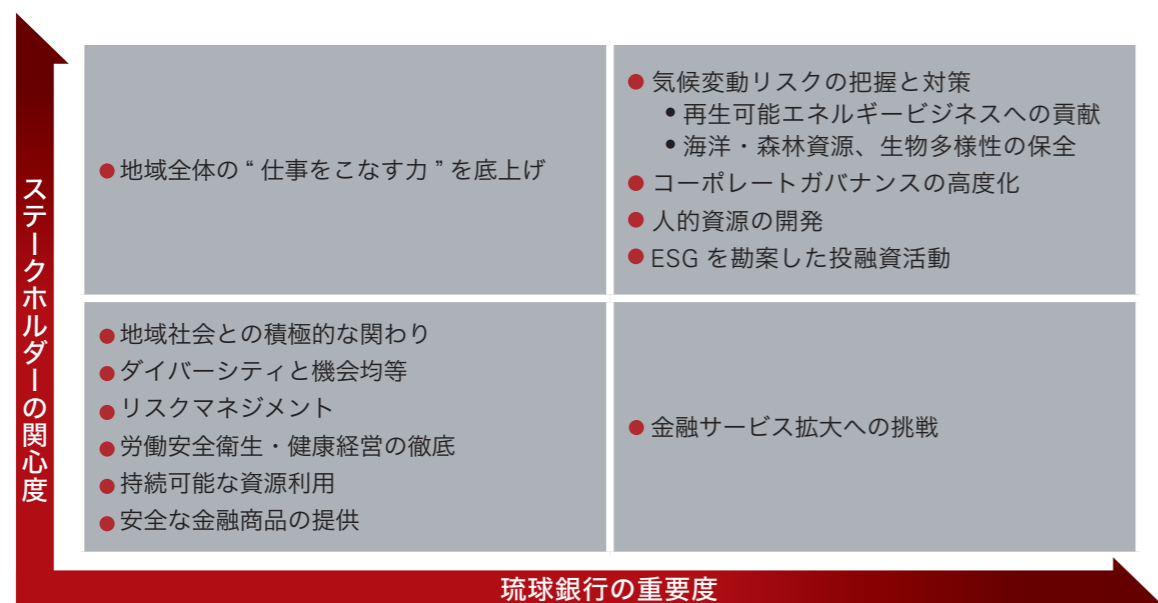 ステークホルダーの関心度
●地域全体の“仕事をこなす力”を底上げ
●気候変動リスクの把握と対策
•再生可能エネルギービジネスへの貢献
•海洋・森林資源、生物多様性の保全
●コーポレートガバナンスの高度化
●人的資源の開発
●ESGを勘案した投融資活動
●地域社会との積極的な関わり
●ダイバーシティと機会均等
●リスクマネジメント
●労働安全衛生・健康経営の徹底
●持続可能な資源利用
●安全な金融商品の提供
●金融サービス拡大への挑戦
琉球銀行の重要度